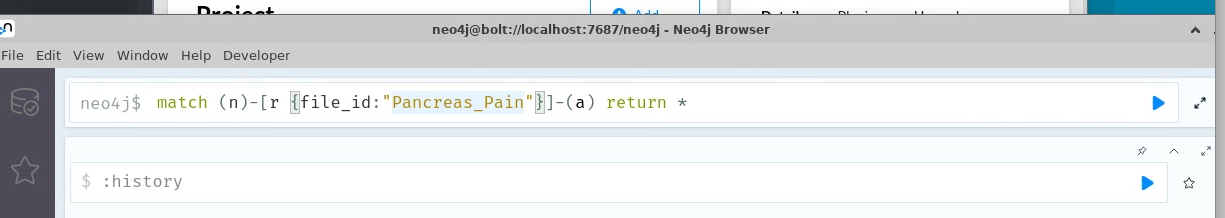 Project
Add
neo4j@bolt://localhost:7687/neo4j - Neo4j Browser
File Edit View Window Help Developer
neo4j$ match (n)-[r {file_id:"Pancreas_Pain"}]-(a) return *
$ :history